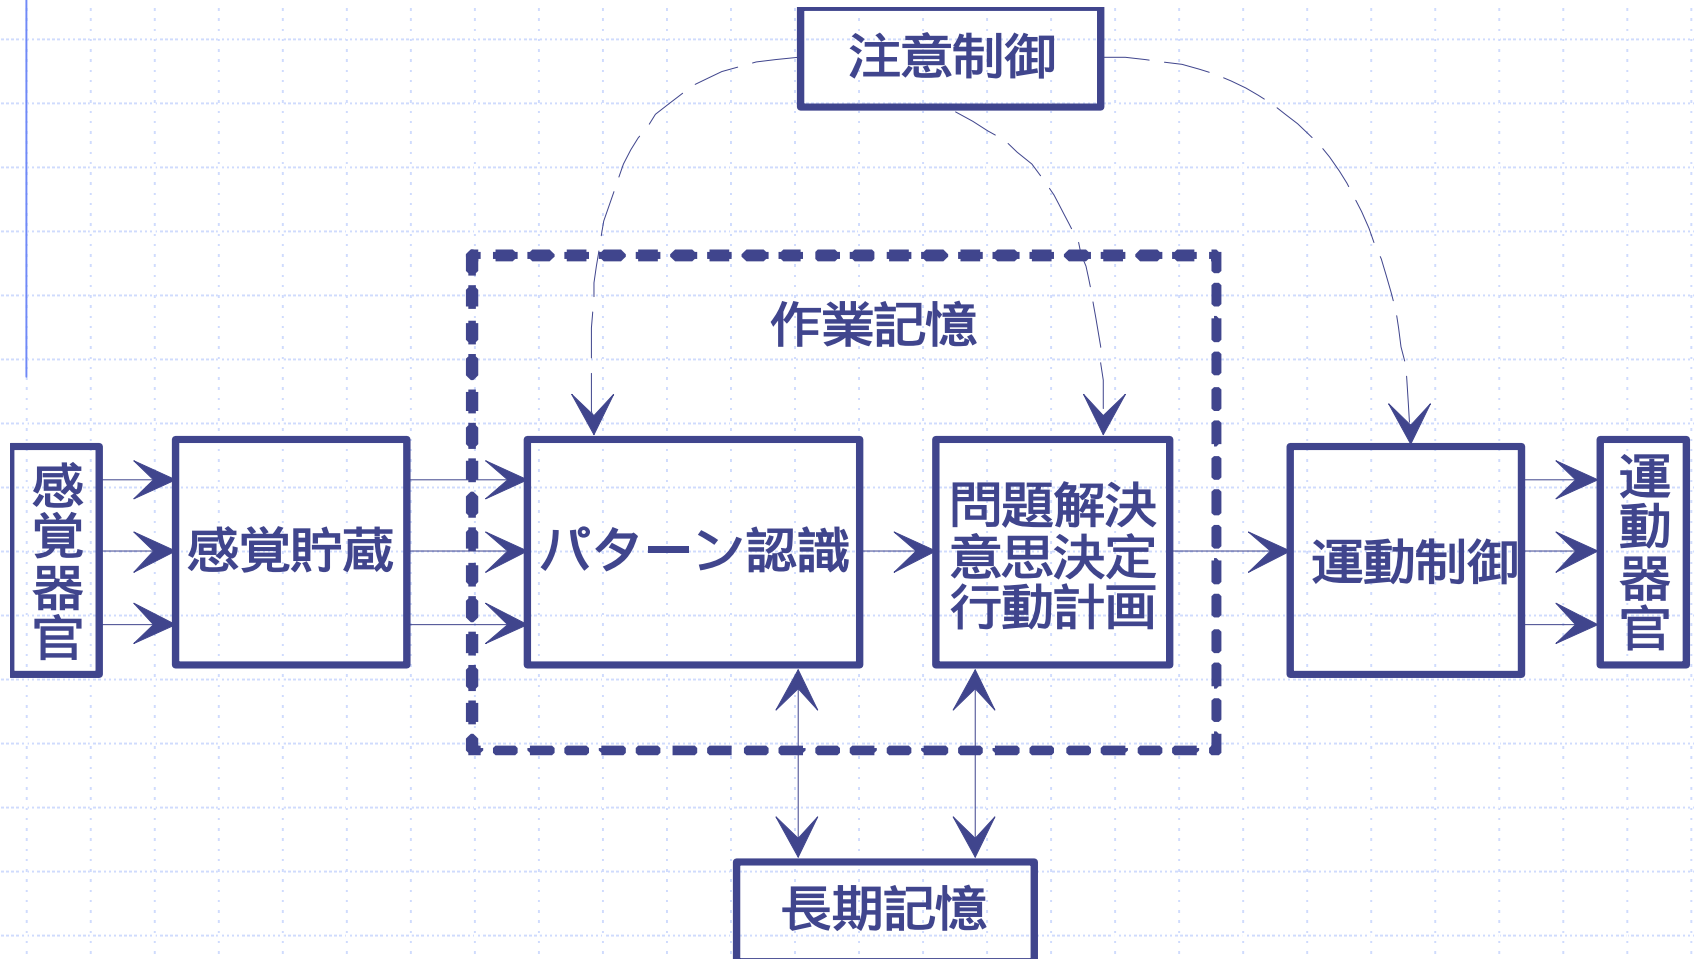 注意制御
作業記憶
感覚器官
感覚貯蔵
パターン認識
問題解決
意思決定
行動計画
運動制御
運動器官
長期記憶